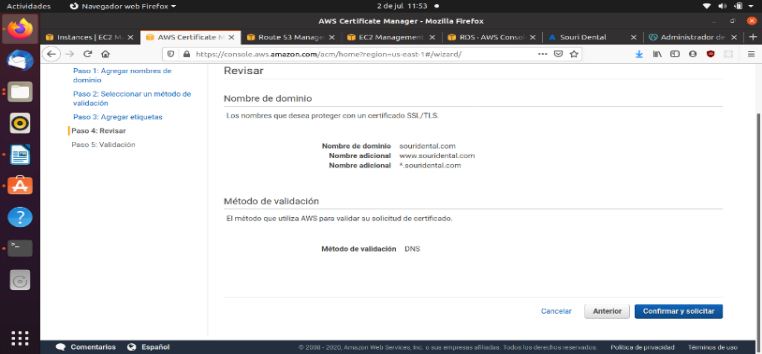 Actividades
Navegador web Firefox
2 de jul 11:53
AWS Certificate Manager - Mozilla Firefox
Instances | EC2 M
AWS Certificate M
Route 53 Manage
EC2 Management
RDS - AWS Consol
Souri Dental
Administrador de
https://console.aws.amazon.com/acm/home?region=us-east-1#/wizard/
Paso 1: Agregar nombres de
dominio
Paso 2: Seleccionar un método de
validación
Paso 3: Agregar etiquetas
Paso 4: Revisar
Paso 5: Validación
Revisar
Nombre de dominio
Los nombres que desea proteger con un certificado SSL/TLS.
Nombre de dominio souridental.com
Nombre adicional www.souridental.com
Nombre adicional *.souridental.com
Método de validación
El método que utiliza AWS para validar su solicitud de certificado.
Método de validación DNS
Cancelar
Anterior
Confirmar y solicitar
Comentarios
Español
© 2008 - 2020, Amazon Web Services, Inc. o sus empresas afiliadas. Todos los derechos reservados.
Política de privacidad
Términos de uso